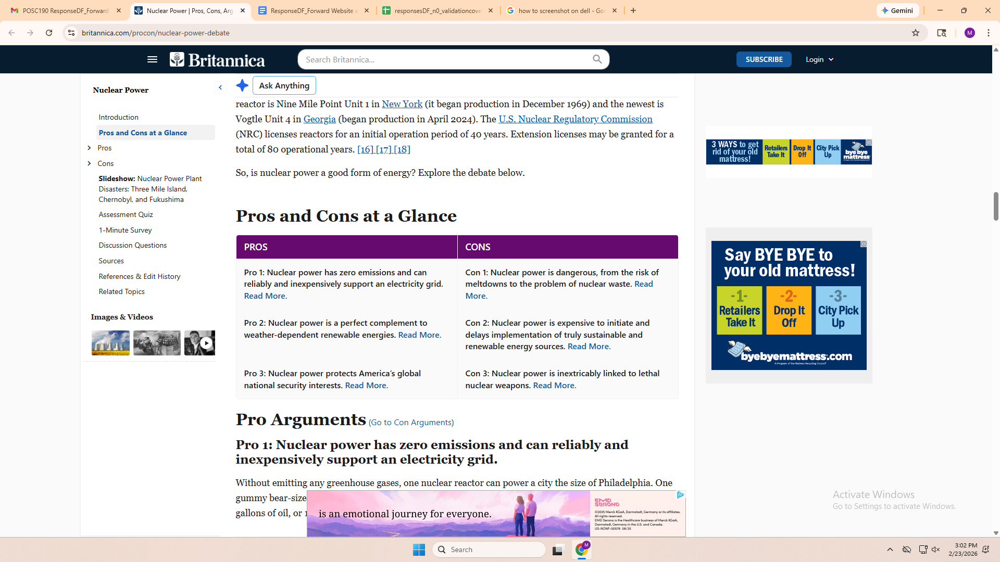 POSC190 ResponseDF_Forward
Nuclear Power | Pros, Cons, Arg
ResponseDF_Forward Website a
responsesDF_n0_validationcove
how to screenshot on dell - Goo
Gemini
britannica.com/procon/nuclear-power-debate
M
Britannica
Search Britannica...
SUBSCRIBE
Login
Nuclear Power
Introduction
Pros and Cons at a Glance
Pros
Cons
Slideshow: Nuclear Power Plant
Disasters: Three Mile Island,
Chernobyl, and Fukushima
Assessment Quiz
1-Minute Survey
Discussion Questions
Sources
References & Edit History
Related Topics
Images & Videos
Ask Anything
reactor is Nine Mile Point Unit 1 in New York (it began production in December 1969) and the newest is
Vogtle Unit 4 in Georgia (began production in April 2024). The U.S. Nuclear Regulatory Commission
(NRC) licenses reactors for an initial operation period of 40 years. Extension licenses may be granted for a
total of 80 operational years. [16] [17] [18]
So, is nuclear power a good form of energy? Explore the debate below.
Pros and Cons at a Glance
PROS
CONS
Pro 1: Nuclear power has zero emissions and can
reliably and inexpensively support an electricity grid.
Read More.
Con 1: Nuclear power is dangerous, from the risk of
meltdowns to the problem of nuclear waste. Read
More.
Pro 2: Nuclear power is a perfect complement to
weather-dependent renewable energies. Read More.
Con 2: Nuclear power is expensive to initiate and
delays implementation of truly sustainable and
renewable energy sources. Read More.
Pro 3: Nuclear power protects America’s global
national security interests. Read More.
Con 3: Nuclear power is inextricably linked to lethal
nuclear weapons. Read More.
Pro Arguments (Go to Con Arguments)
Pro 1: Nuclear power has zero emissions and can reliably and
inexpensively support an electricity grid.
Without emitting any greenhouse gases, one nuclear reactor can power a city the size of Philadelphia. One
gummy bear-size
gallons of oil, or
is an emotional journey for everyone.
EMD
SERONO
©2025 Merck KGaA, Darmstadt, Germany or its affiliates.
All rights reserved.
EMD Serono is the Healthcare business of Merck KGaA,
Darmstadt, Germany in the U.S. and Canada.
US-NONF-00578 08/25
3 WAYS to get
rid of your old
mattress!
Retailers
Take It
Drop It
Off
City Pick
Up
bye bye
mattress
Say BYE BYE to
your old mattress!
-1-
Retailers
Take It
-2-
Drop It
Off
-3-
City Pick
Up
byebyemattress.com
A Program of the Mattress Recycling Council
Activate Windows
Go to Settings to activate Windows.
Search
M
3:02 PM
2/23/2026